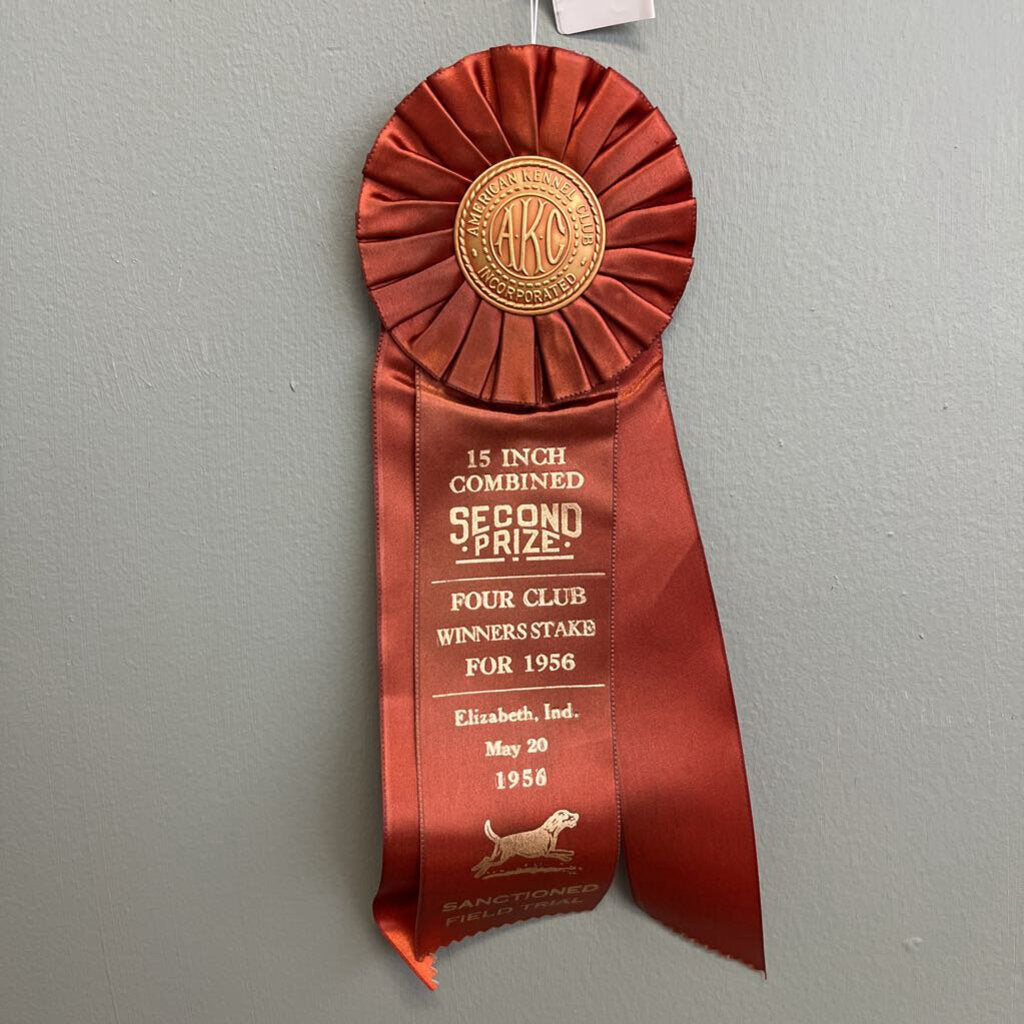 AMERICAN KENNEL CLUB
AKC
- INCORPORATED -
15 INCH
COMBINED
SECOND
· PRIZE ·
FOUR CLUB
WINNERS STAKE
FOR 1956
Elizabeth, Ind.
May 20
1956
SANCTIONED
FIELD TRIAL